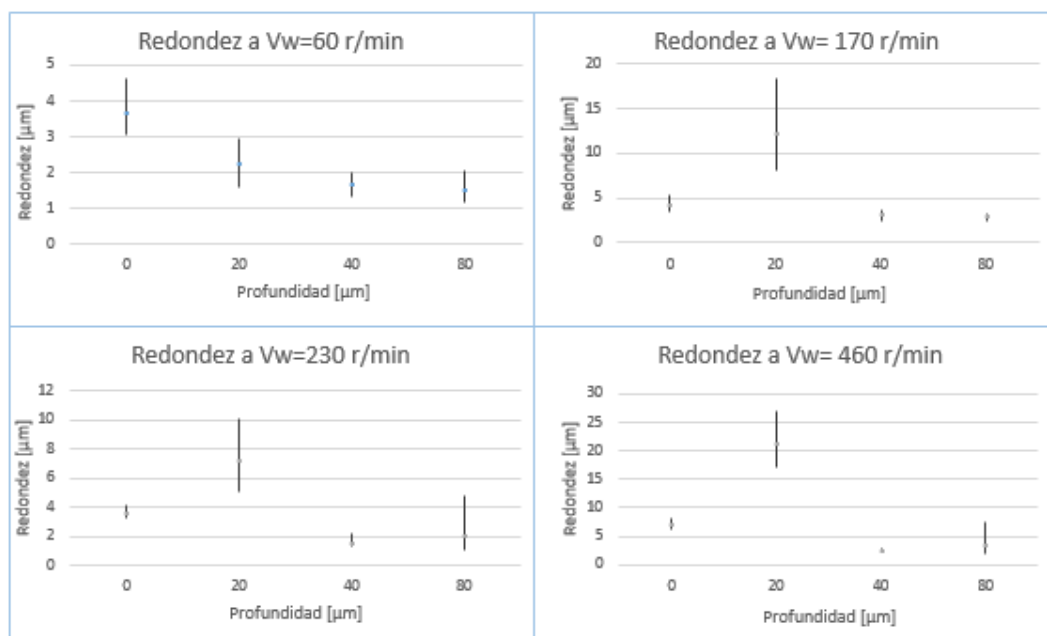 Redondez a Vw=60 r/min
Redondez [µm]
5
4
3
2
1
0
0 20 40 80
Profundidad [µm]
Redondez a Vw= 170 r/min
Redondez [µm]
20
15
10
5
0
0 20 40 80
Profundidad [µm]
Redondez a Vw=230 r/min
Redondez [µm]
12
10
8
6
4
2
0
0 20 40 80
Profundidad [µm]
Redondez a Vw= 460 r/min
Redondez [µm]
30
25
20
15
10
5
0
0 20 40 80
Profundidad [µm]